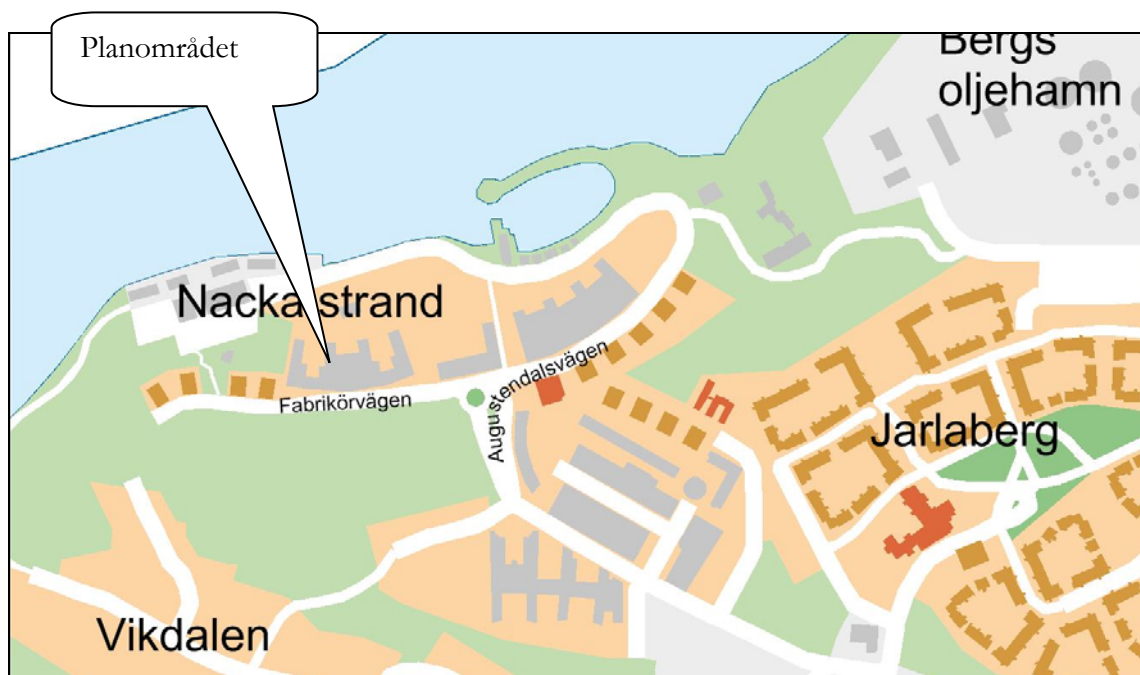 Planområdet
Bergs
oljehamn
Nacka strand
Fabrikörvägen
Augustendalsvägen
Jarlaberg
Vikdalen